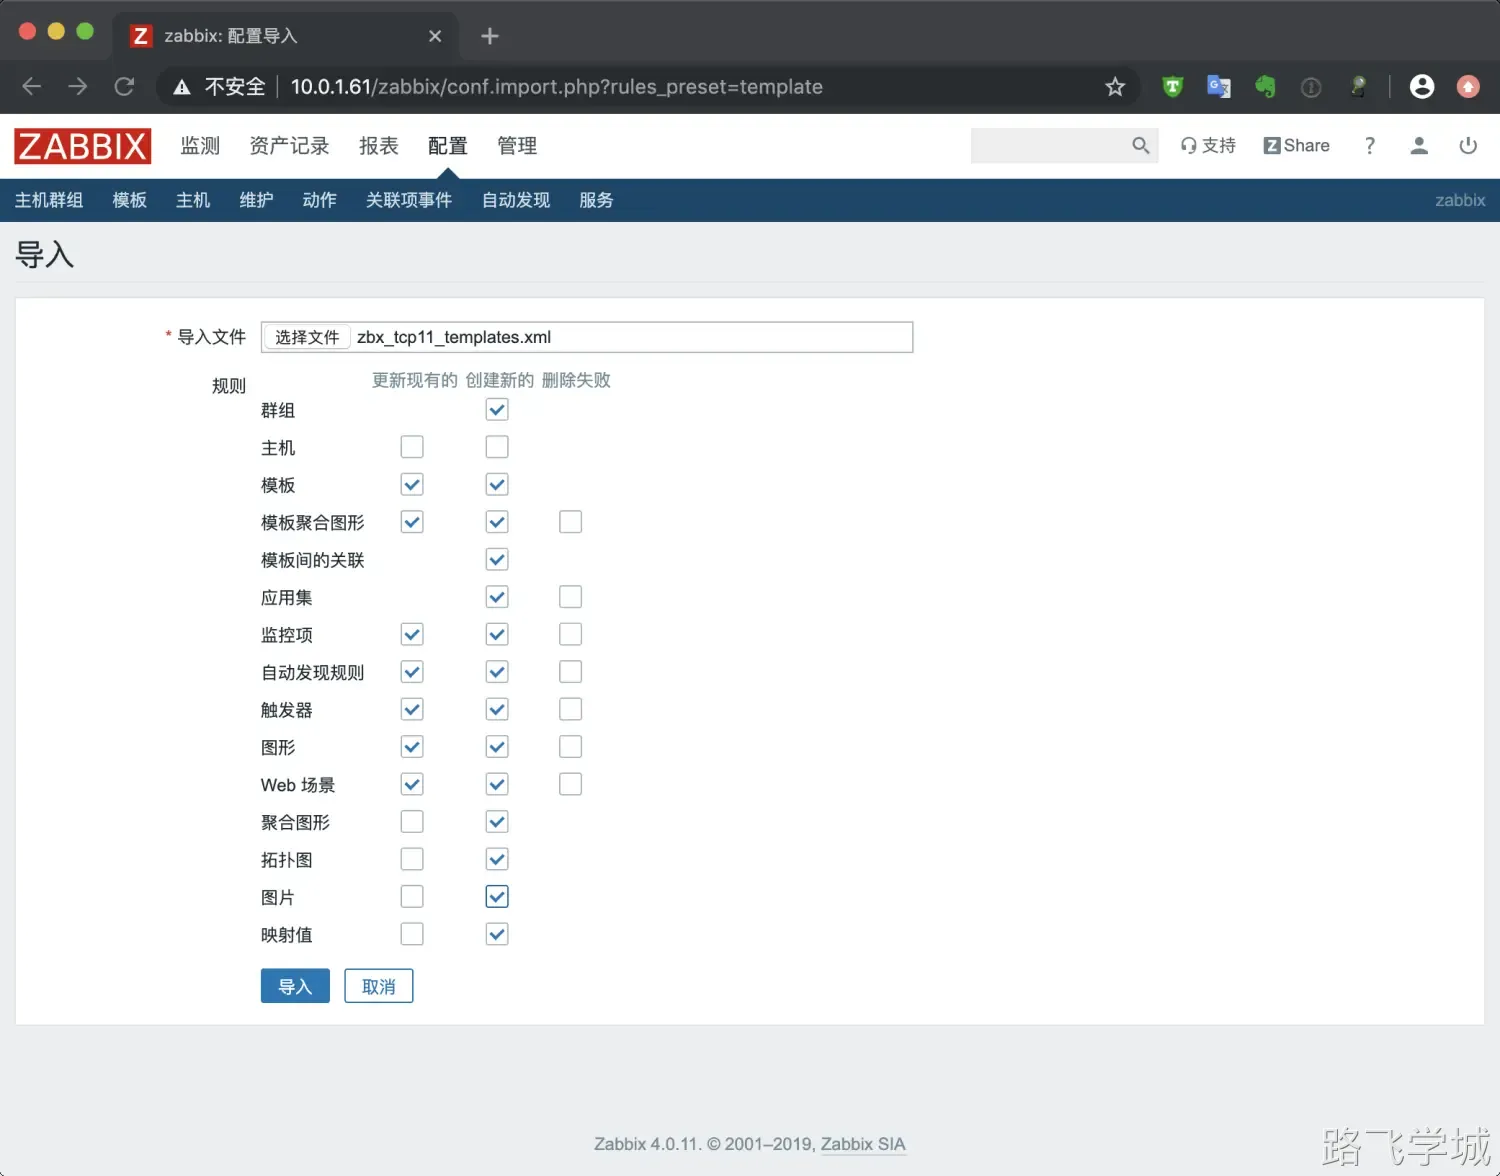 Z zabbix: 配置导入
不安全 10.0.1.61/zabbix/conf.import.php?rules_preset=template
ZABBIX 监测 资产记录 报表 配置 管理 支持 Z Share ?
主机群组 模板 主机 维护 动作 关联项事件 自动发现 服务 zabbix
导入
* 导入文件 选择文件 zbx_tcp11_templates.xml
规则 更新现有的 创建新的 删除失败
群组
主机
模板
模板聚合图形
模板间的关联
应用集
监控项
自动发现规则
触发器
图形
Web 场景
聚合图形
拓扑图
图片
映射值
导入 取消
Zabbix 4.0.11. © 2001–2019, Zabbix SIA
路飞学城